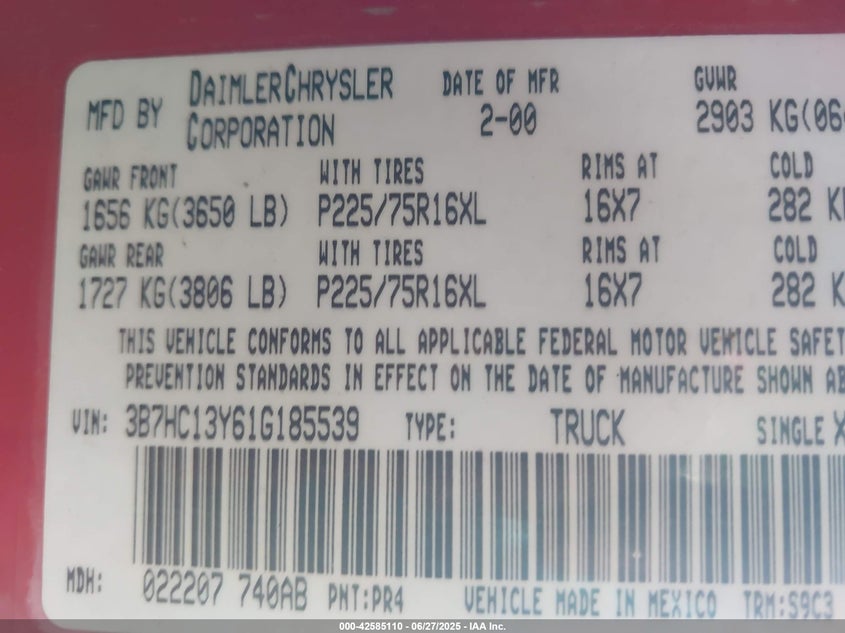 MFD BY DAIMLERCHRYSLER CORPORATION DATE OF MFR 2-00 GVWR 2903 KG(06
GAWR FRONT WITH TIRES RIMS AT COLD
1656 KG(3650 LB) P225/75R16XL 16X7 282
GAWR REAR WITH TIRES RIMS AT COLD
1727 KG(3806 LB) P225/75R16XL 16X7 282 K
THIS VEHICLE CONFORMS TO ALL APPLICABLE FEDERAL MOTOR VEHICLE SAFET
PREVENTION STANDARDS IN EFFECT ON THE DATE OF MANUFACTURE SHOWN AB
VIN: 3B7HC13Y61G185539 TYPE: TRUCK SINGLE X
MDH: 022207 740AB PNT:PR4 VEHICLE MADE IN MEXICO TRM:S9C3
000-42585110 - 06/27/2025 - IAA Inc.